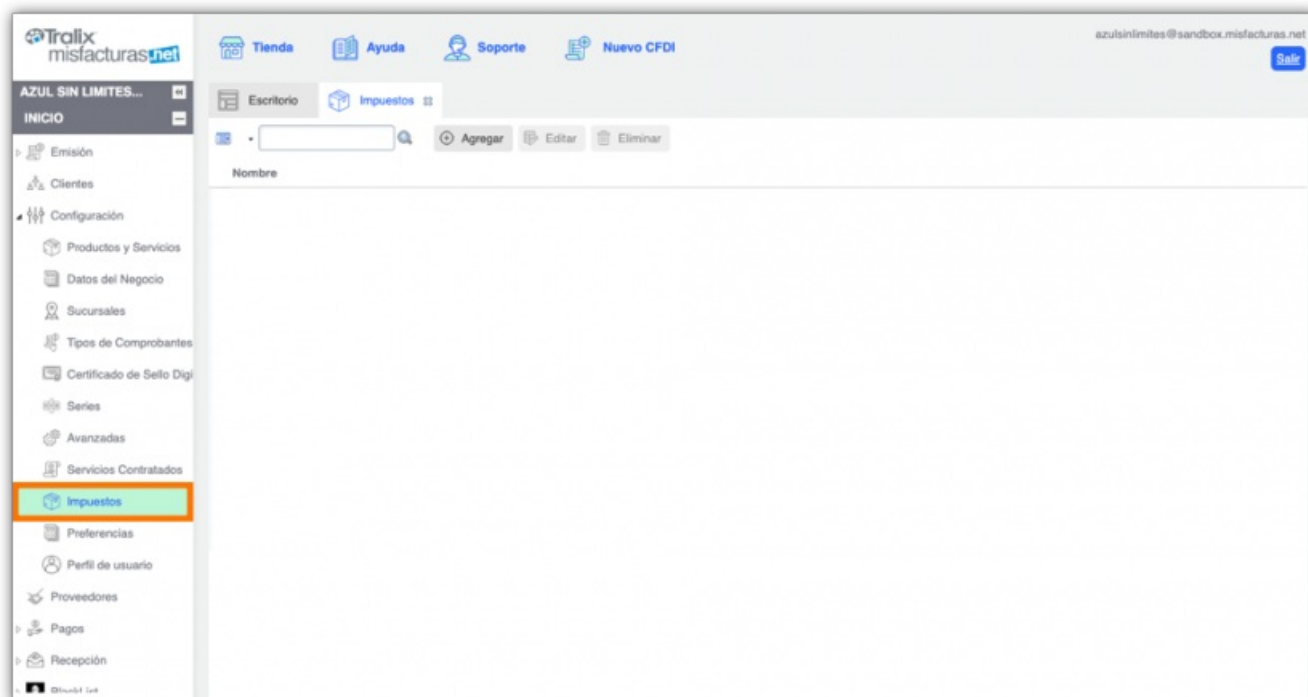 Tralix
misfacturas.net
Tienda
Ayuda
Soporte
Nuevo CFDI
azulsinlimites@sandbox.misfacturas.net
Salir
AZUL SIN LIMITES...
INICIO
Escritorio
Impuestos
Agregar
Editar
Eliminar
Nombre
Emisión
Clientes
Configuración
Productos y Servicios
Datos del Negocio
Sucursales
Tipos de Comprobantes
Certificado de Sello Digi
Series
Avanzadas
Servicios Contratados
Impuestos
Preferencias
Perfil de usuario
Proveedores
Pagos
Recepción
BlackList